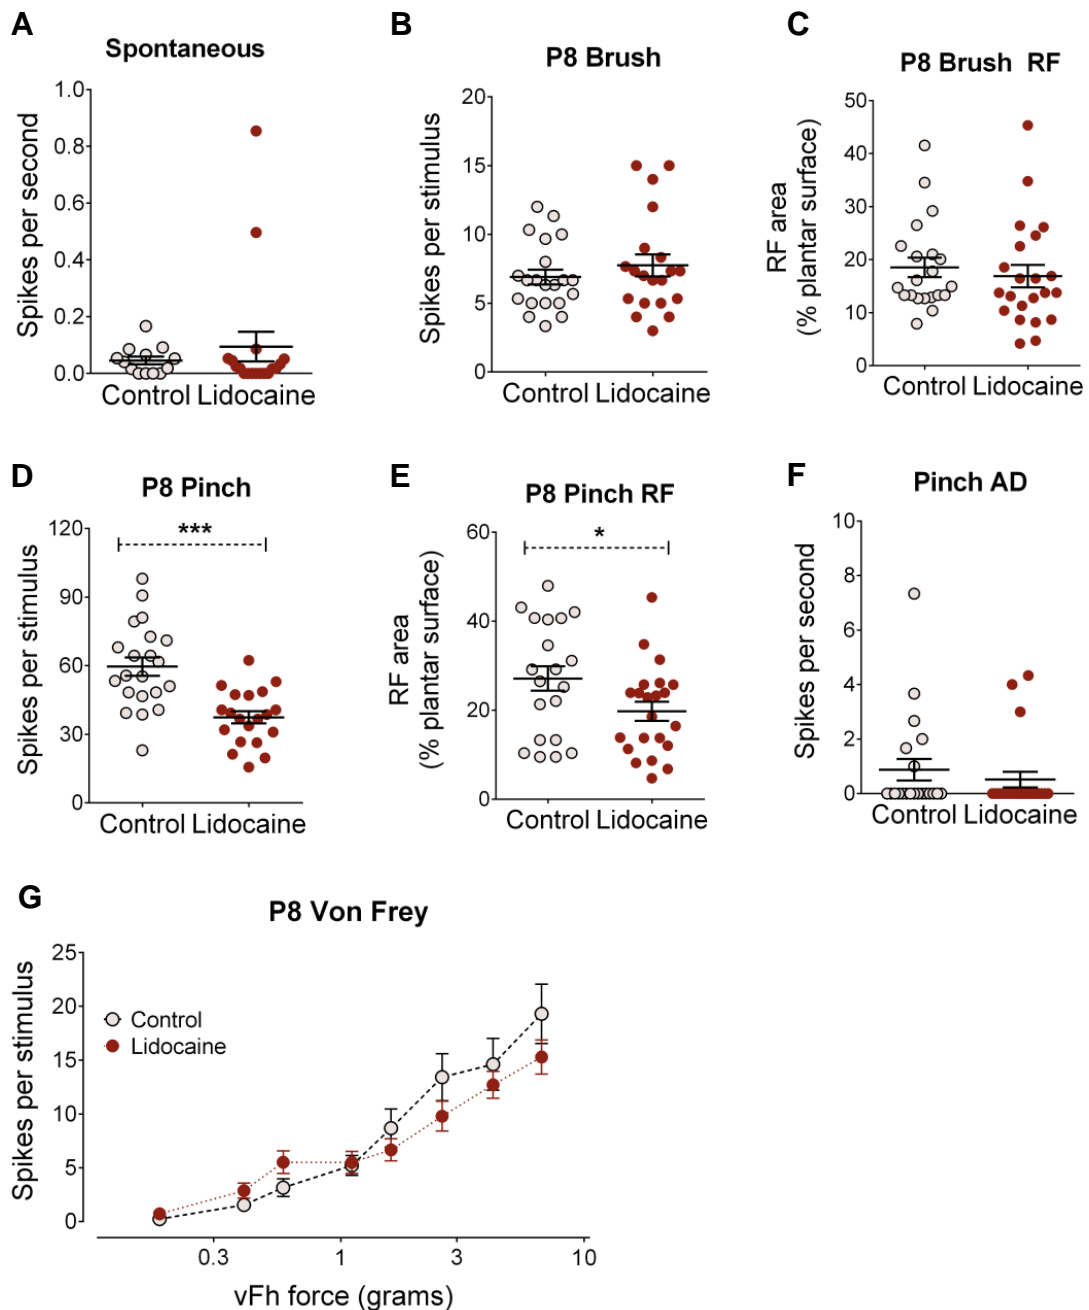 A
Spontaneous
Spikes per second
1.0
0.8
0.6
0.4
0.2
0.0
Control Lidocaine
B
P8 Brush
Spikes per stimulus
20
15
10
5
0
Control Lidocaine
C
P8 Brush RF
RF area
(% plantar surface)
50
40
30
20
10
0
Control Lidocaine
D
P8 Pinch
***
Spikes per stimulus
120
90
60
30
0
Control Lidocaine
E
P8 Pinch RF
*
RF area
(% plantar surface)
60
40
20
0
Control Lidocaine
F
Pinch AD
Spikes per second
10
8
6
4
2
0
Control Lidocaine
G
P8 Von Frey
Spikes per stimulus
25
20
15
10
5
0
Control
Lidocaine
0.3 1 3 10
vFh force (grams)